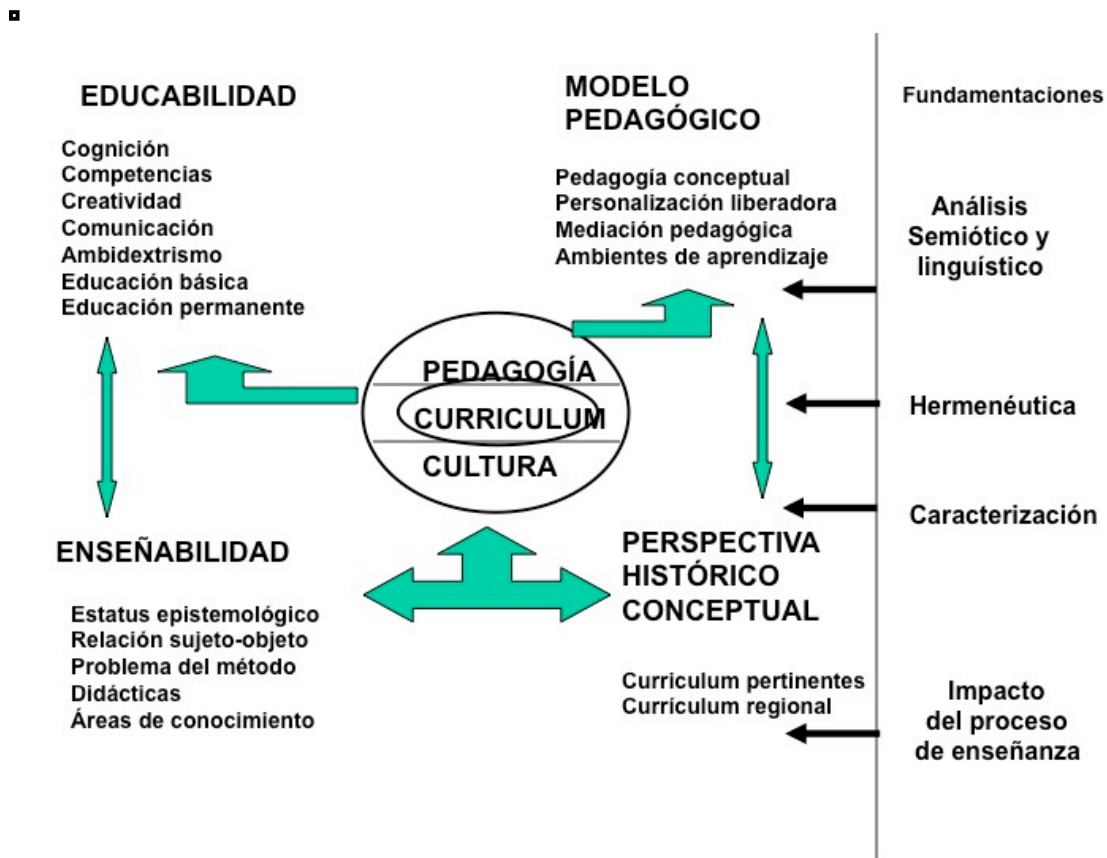 EDUCABILIDAD
Cognición
Competencias
Creatividad
Comunicación
Ambidextrismo
Educación básica
Educación permanente
MODELO
PEDAGÓGICO
Pedagogía conceptual
Personalización liberadora
Mediación pedagógica
Ambientes de aprendizaje
PEDAGOGÍA
CURRICULUM
CULTURA
ENSEÑABILIDAD
Estatus epistemológico
Relación sujeto-objeto
Problema del método
Didácticas
Áreas de conocimiento
PERSPECTIVA
HISTÓRICO
CONCEPTUAL
Curriculum pertinentes
Currículum regional
Fundamentaciones
Análisis
Semiótico y
linguístico
Hermenéutica
Caracterización
Impacto
del proceso
de enseñanza